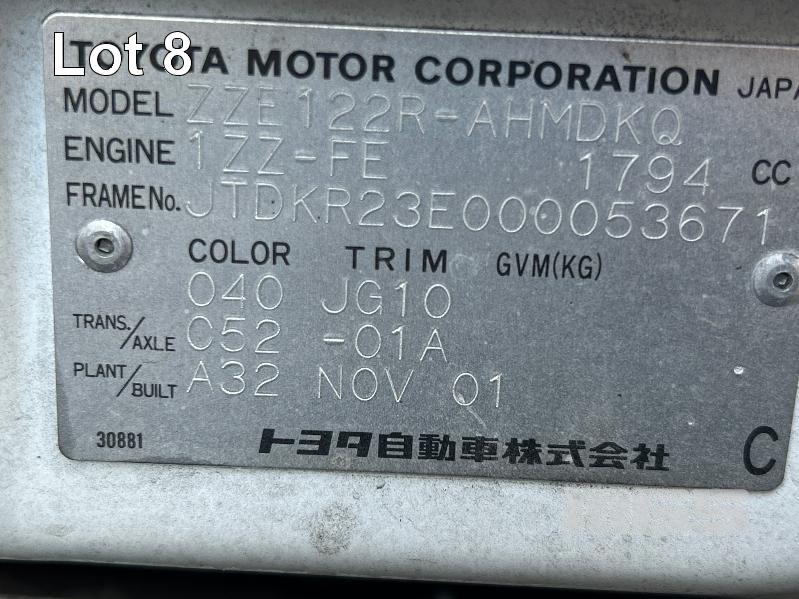 Lot 8
TOYOTA MOTOR CORPORATION JAPA
MODEL ZZE122R-AHMDKQ
ENGINE 1ZZ-FE 1794 CC
FRAME No. JTDKR23E000053671
COLOR TRIM GVM(KG)
040 JG10
TRANS./AXLE C52 -01A
PLANT/BUILT A32 NOV 01
30881 トヨタ自動車株式会社 C